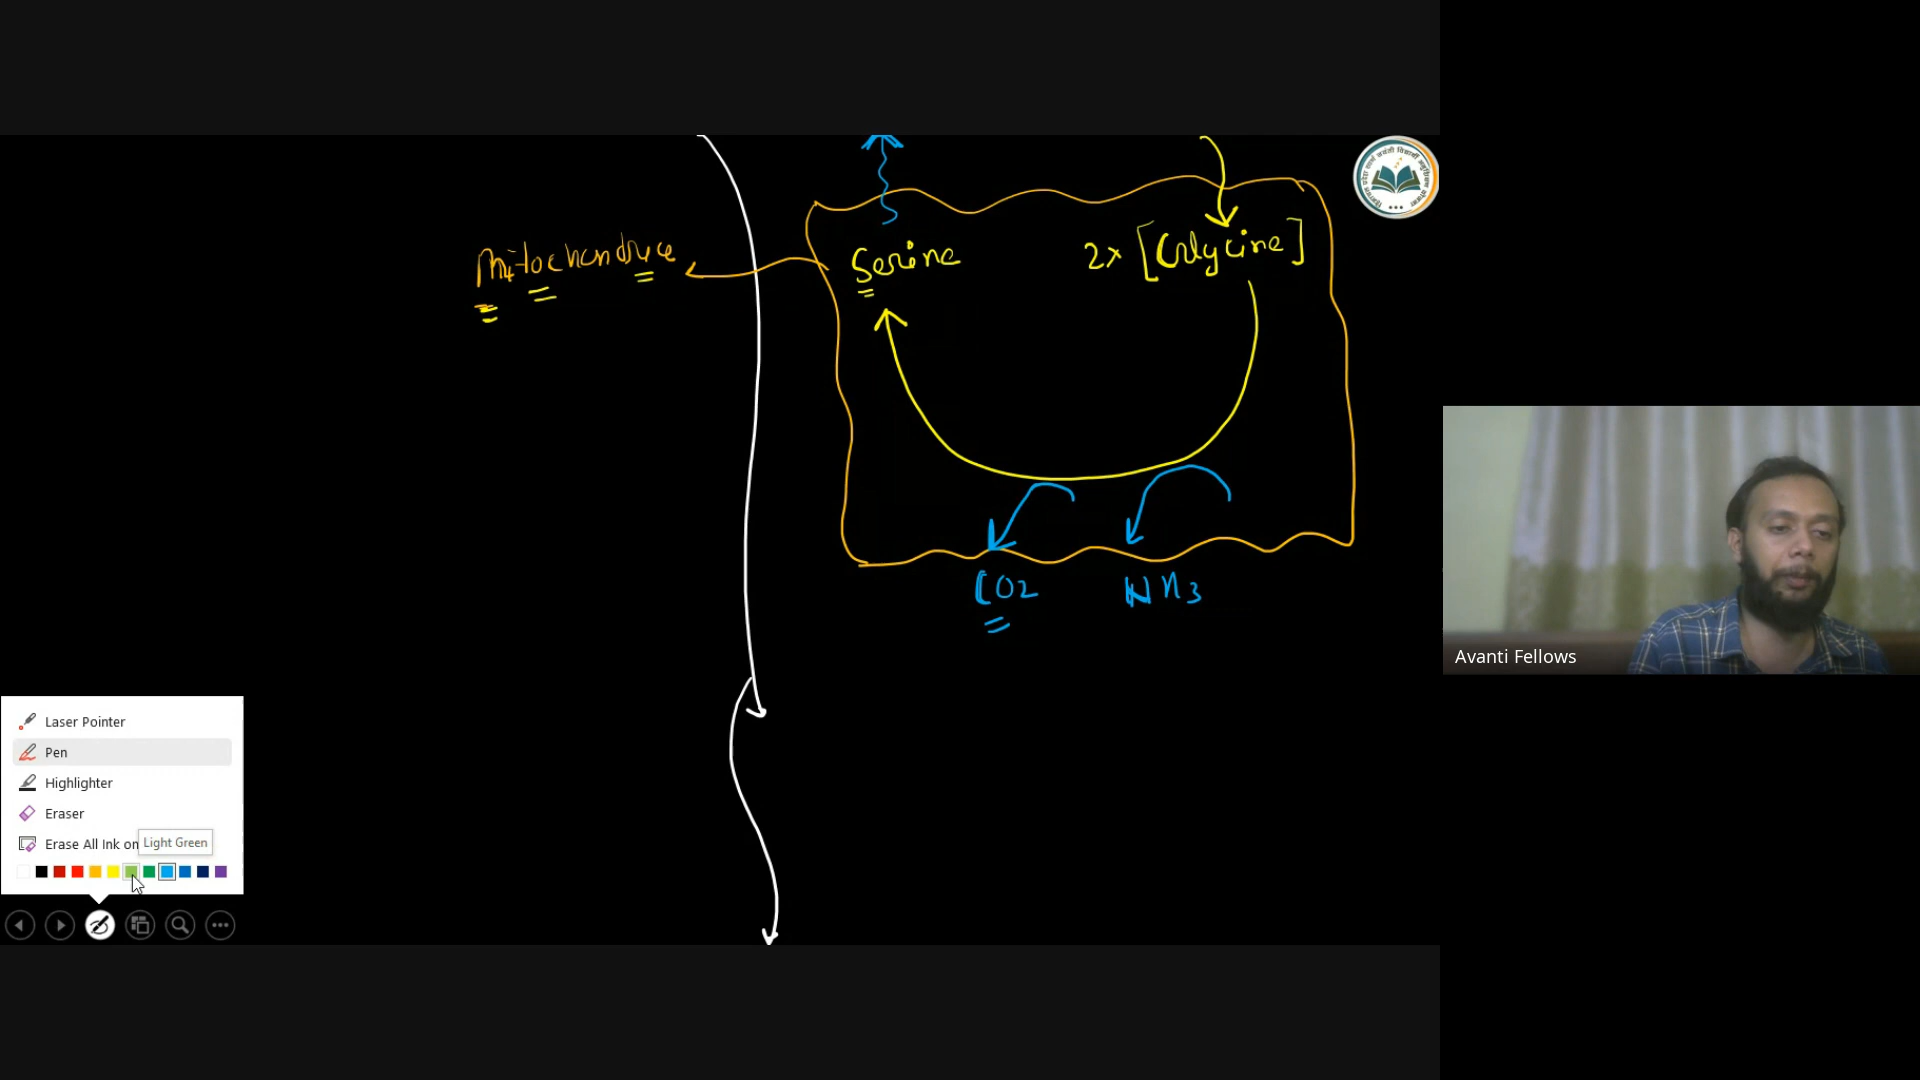 Mitochondria
Serine
2x [Glycine]
CO2
NH3
Avanti Fellows
Laser Pointer
Pen
Highlighter
Eraser
Erase All Ink on
Light Green